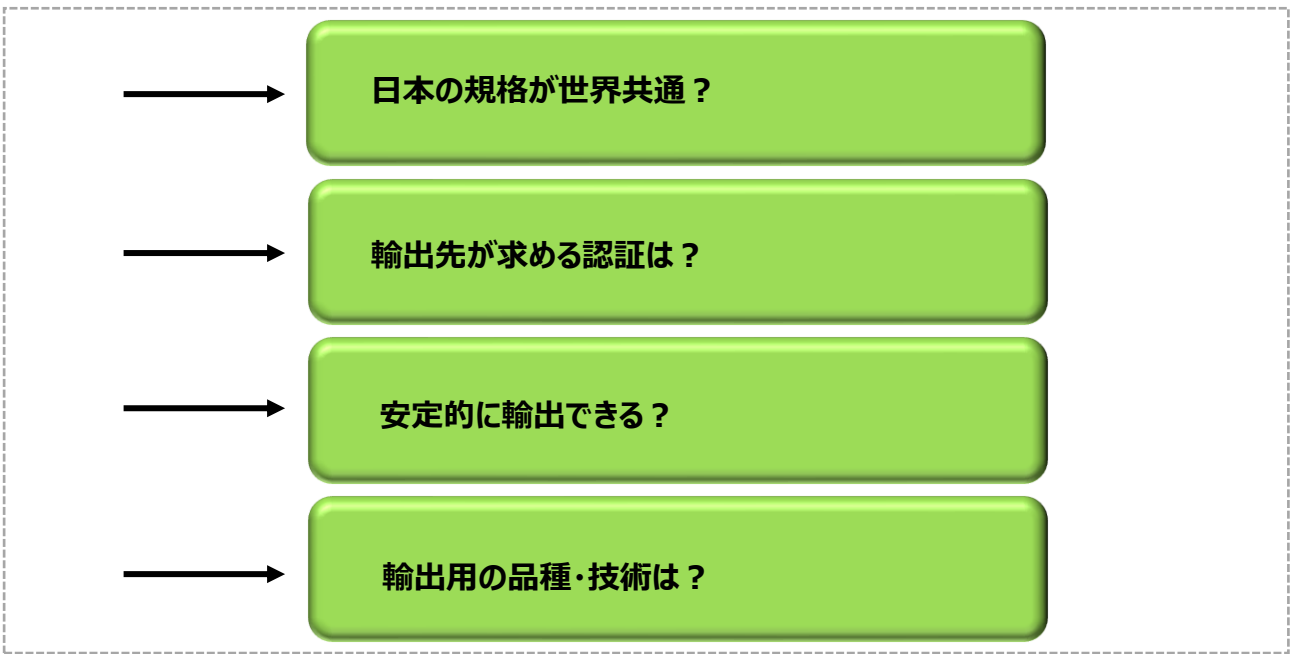 日本の規格が世界共通？
輸出先が求める認証は？
安定的に輸出できる？
輸出用の品種・技術は？